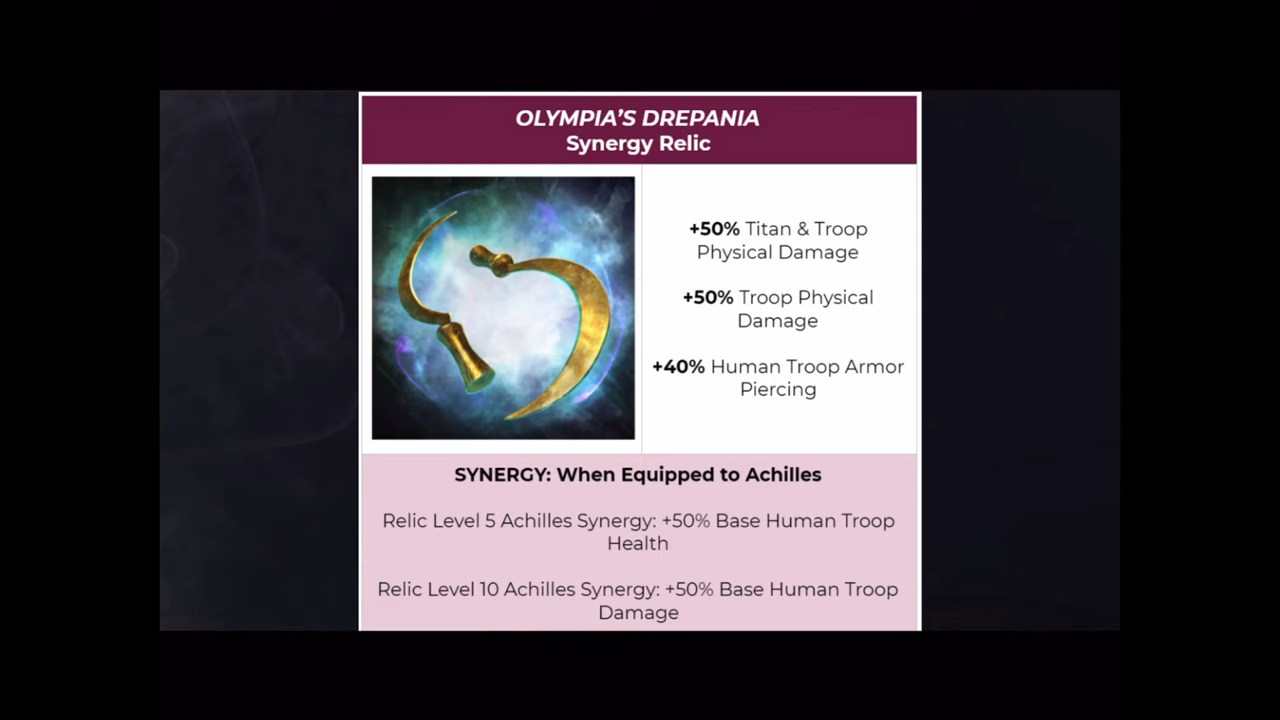 OLYMPIA'S DREPANIA
Synergy Relic
+50% Titan & Troop
Physical Damage
+50% Troop Physical
Damage
+40% Human Troop Armor
Piercing
SYNERGY: When Equipped to Achilles
Relic Level 5 Achilles Synergy: +50% Base Human Troop
Health
Relic Level 10 Achilles Synergy: +50% Base Human Troop
Damage